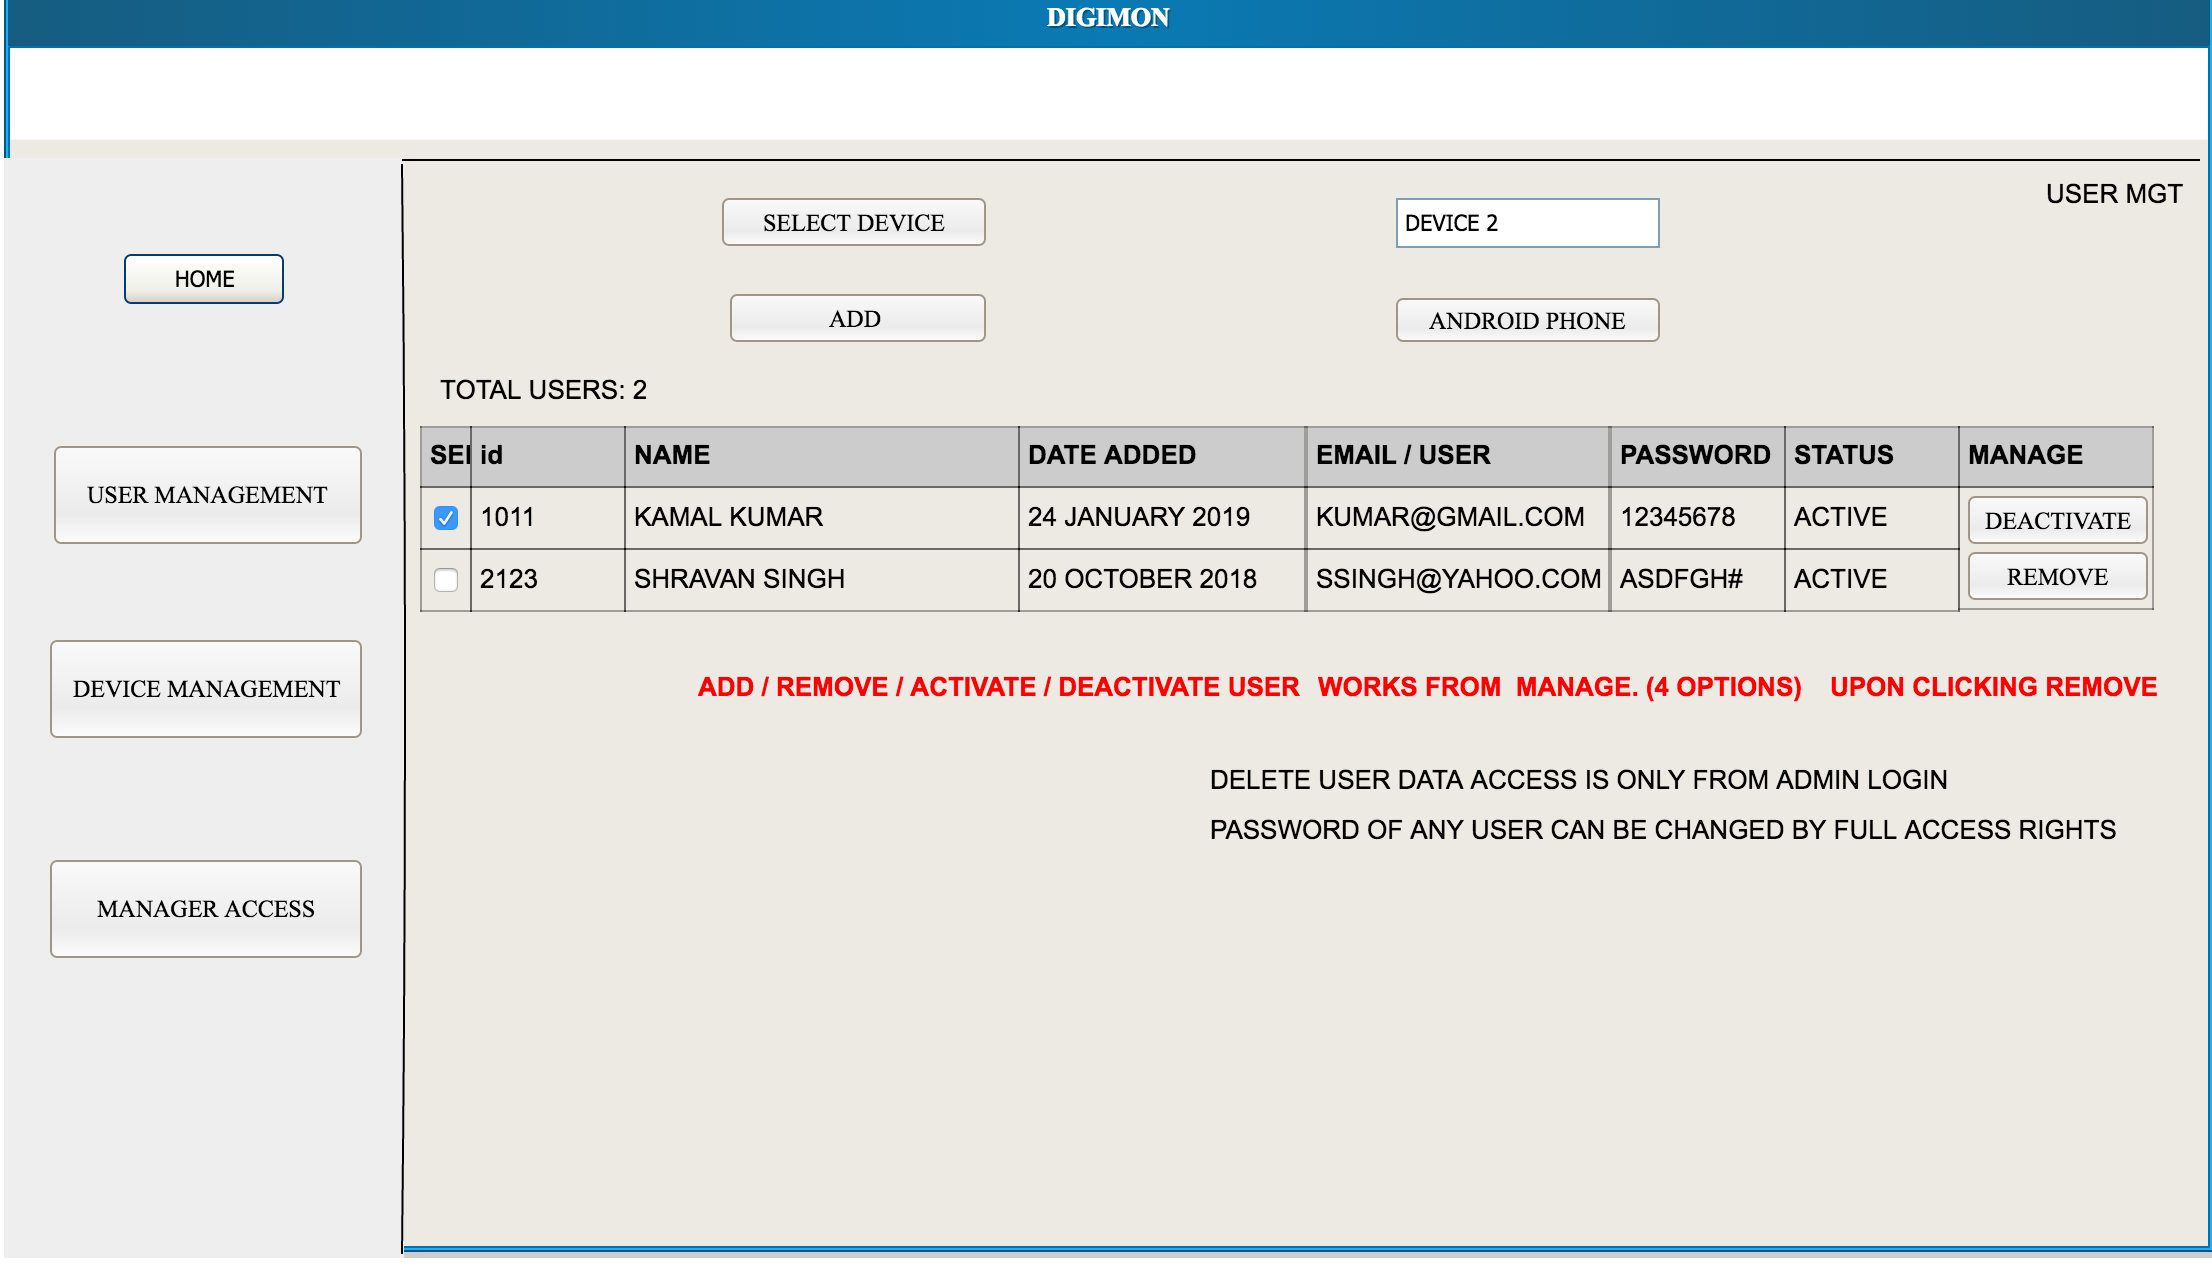 DIGIMON
USER MGT
SELECT DEVICE
DEVICE 2
HOME
ADD
ANDROID PHONE
TOTAL USERS: 2
SEl id NAME DATE ADDED EMAIL / USER PASSWORD STATUS MANAGE
1011 KAMAL KUMAR 24 JANUARY 2019 KUMAR@GMAIL.COM 12345678 ACTIVE DEACTIVATE
2123 SHRAVAN SINGH 20 OCTOBER 2018 SSINGH@YAHOO.COM ASDFGH# ACTIVE REMOVE
USER MANAGEMENT
DEVICE MANAGEMENT
ADD / REMOVE / ACTIVATE / DEACTIVATE USER WORKS FROM MANAGE. (4 OPTIONS) UPON CLICKING REMOVE
DELETE USER DATA ACCESS IS ONLY FROM ADMIN LOGIN
PASSWORD OF ANY USER CAN BE CHANGED BY FULL ACCESS RIGHTS
MANAGER ACCESS